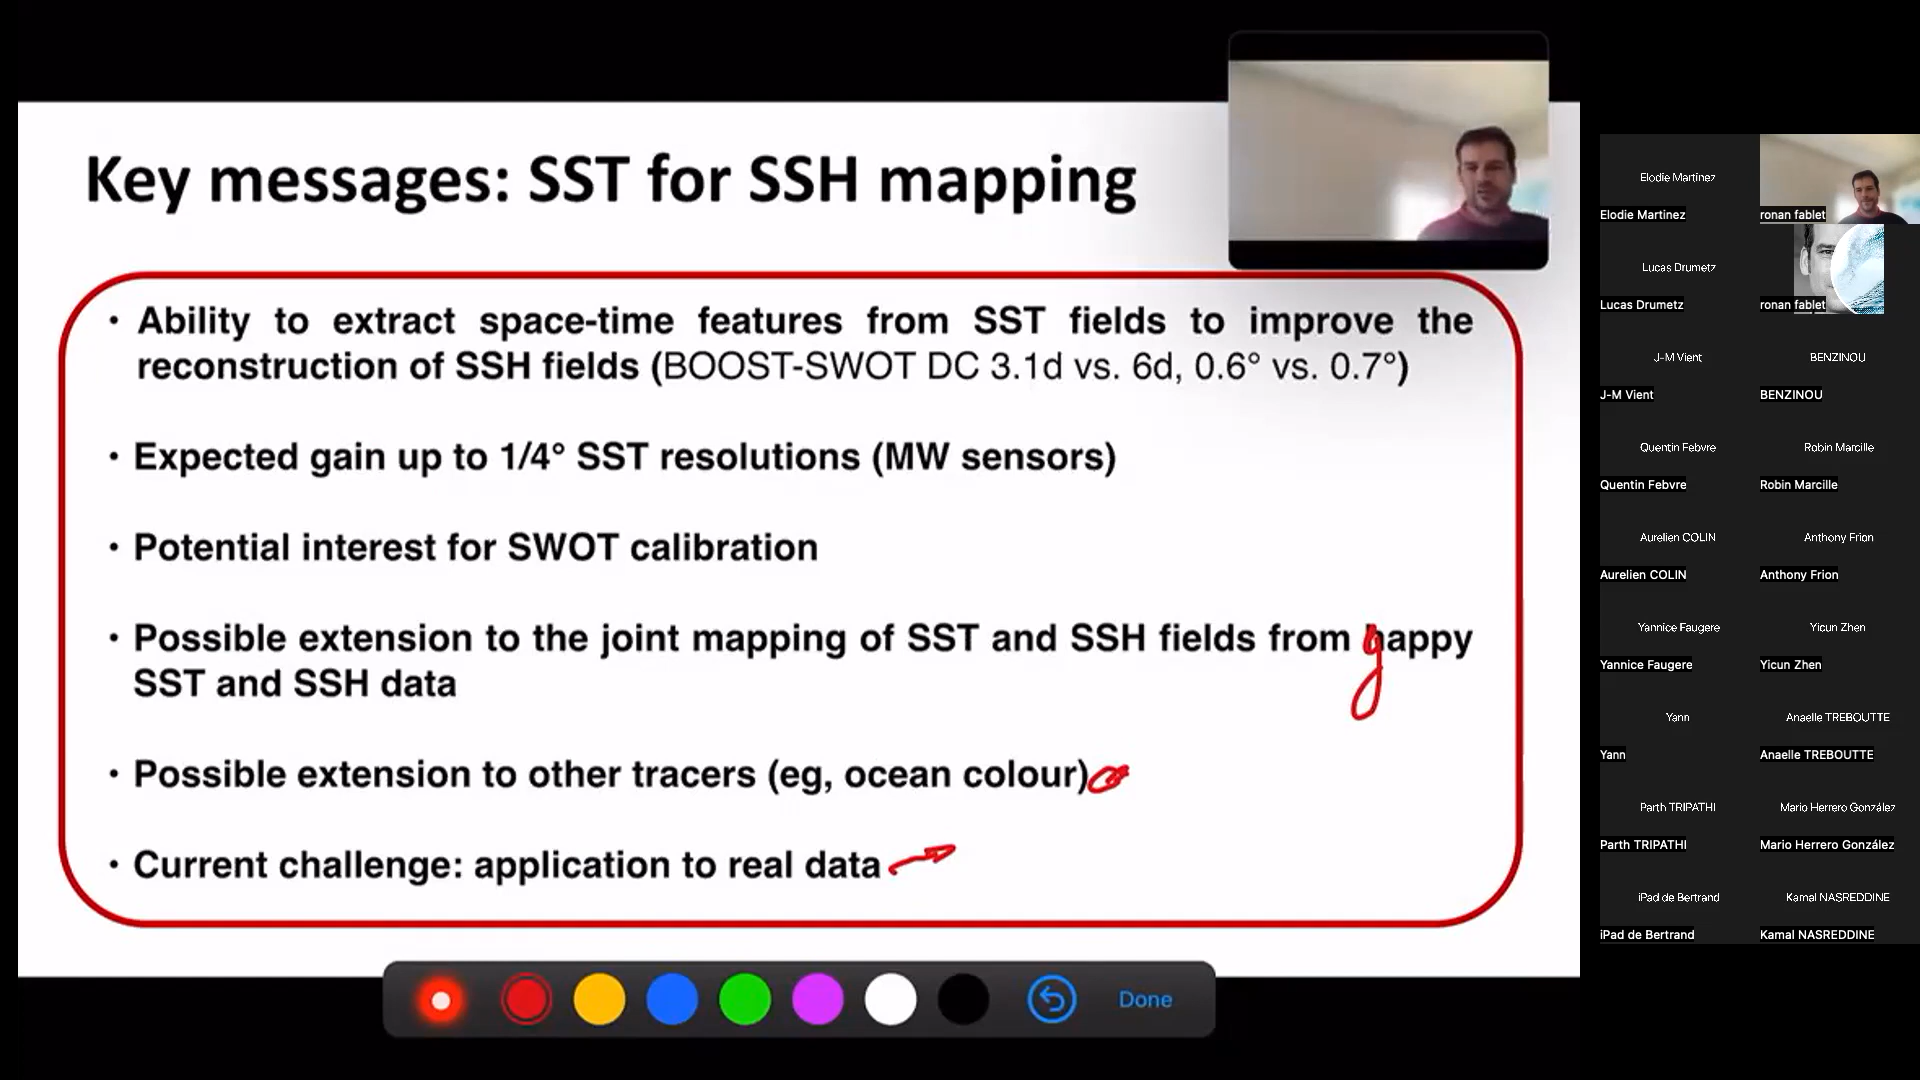 Key messages: SST for SSH mapping
• Ability to extract space-time features from SST fields to improve the
reconstruction of SSH fields (BOOST-SWOT DC 3.1d vs. 6d, 0.6° vs. 0.7°)
• Expected gain up to 1/4° SST resolutions (MW sensors)
• Potential interest for SWOT calibration
• Possible extension to the joint mapping of SST and SSH fields from happy
g
SST and SSH data
• Possible extension to other tracers (eg, ocean colour)
• Current challenge: application to real data
Done
Elodie Martinez
Elodie Martinez
ronan fablet
Lucas Drumetz
Lucas Drumetz
ronan fablet
J-M Vient
BENZINOU
J-M Vient
BENZINOU
Quentin Febvre
Robin Marcille
Quentin Febvre
Robin Marcille
Aurelien COLIN
Anthony Frion
Aurelien COLIN
Anthony Frion
Yannice Faugere
Yicun Zhen
Yannice Faugere
Yicun Zhen
Yann
Anaelle TREBOUTTE
Yann
Anaelle TREBOUTTE
Parth TRIPATHI
Mario Herrero González
Parth TRIPATHI
Mario Herrero González
iPad de Bertrand
Kamal NASREDDINE
iPad de Bertrand
Kamal NASREDDINE